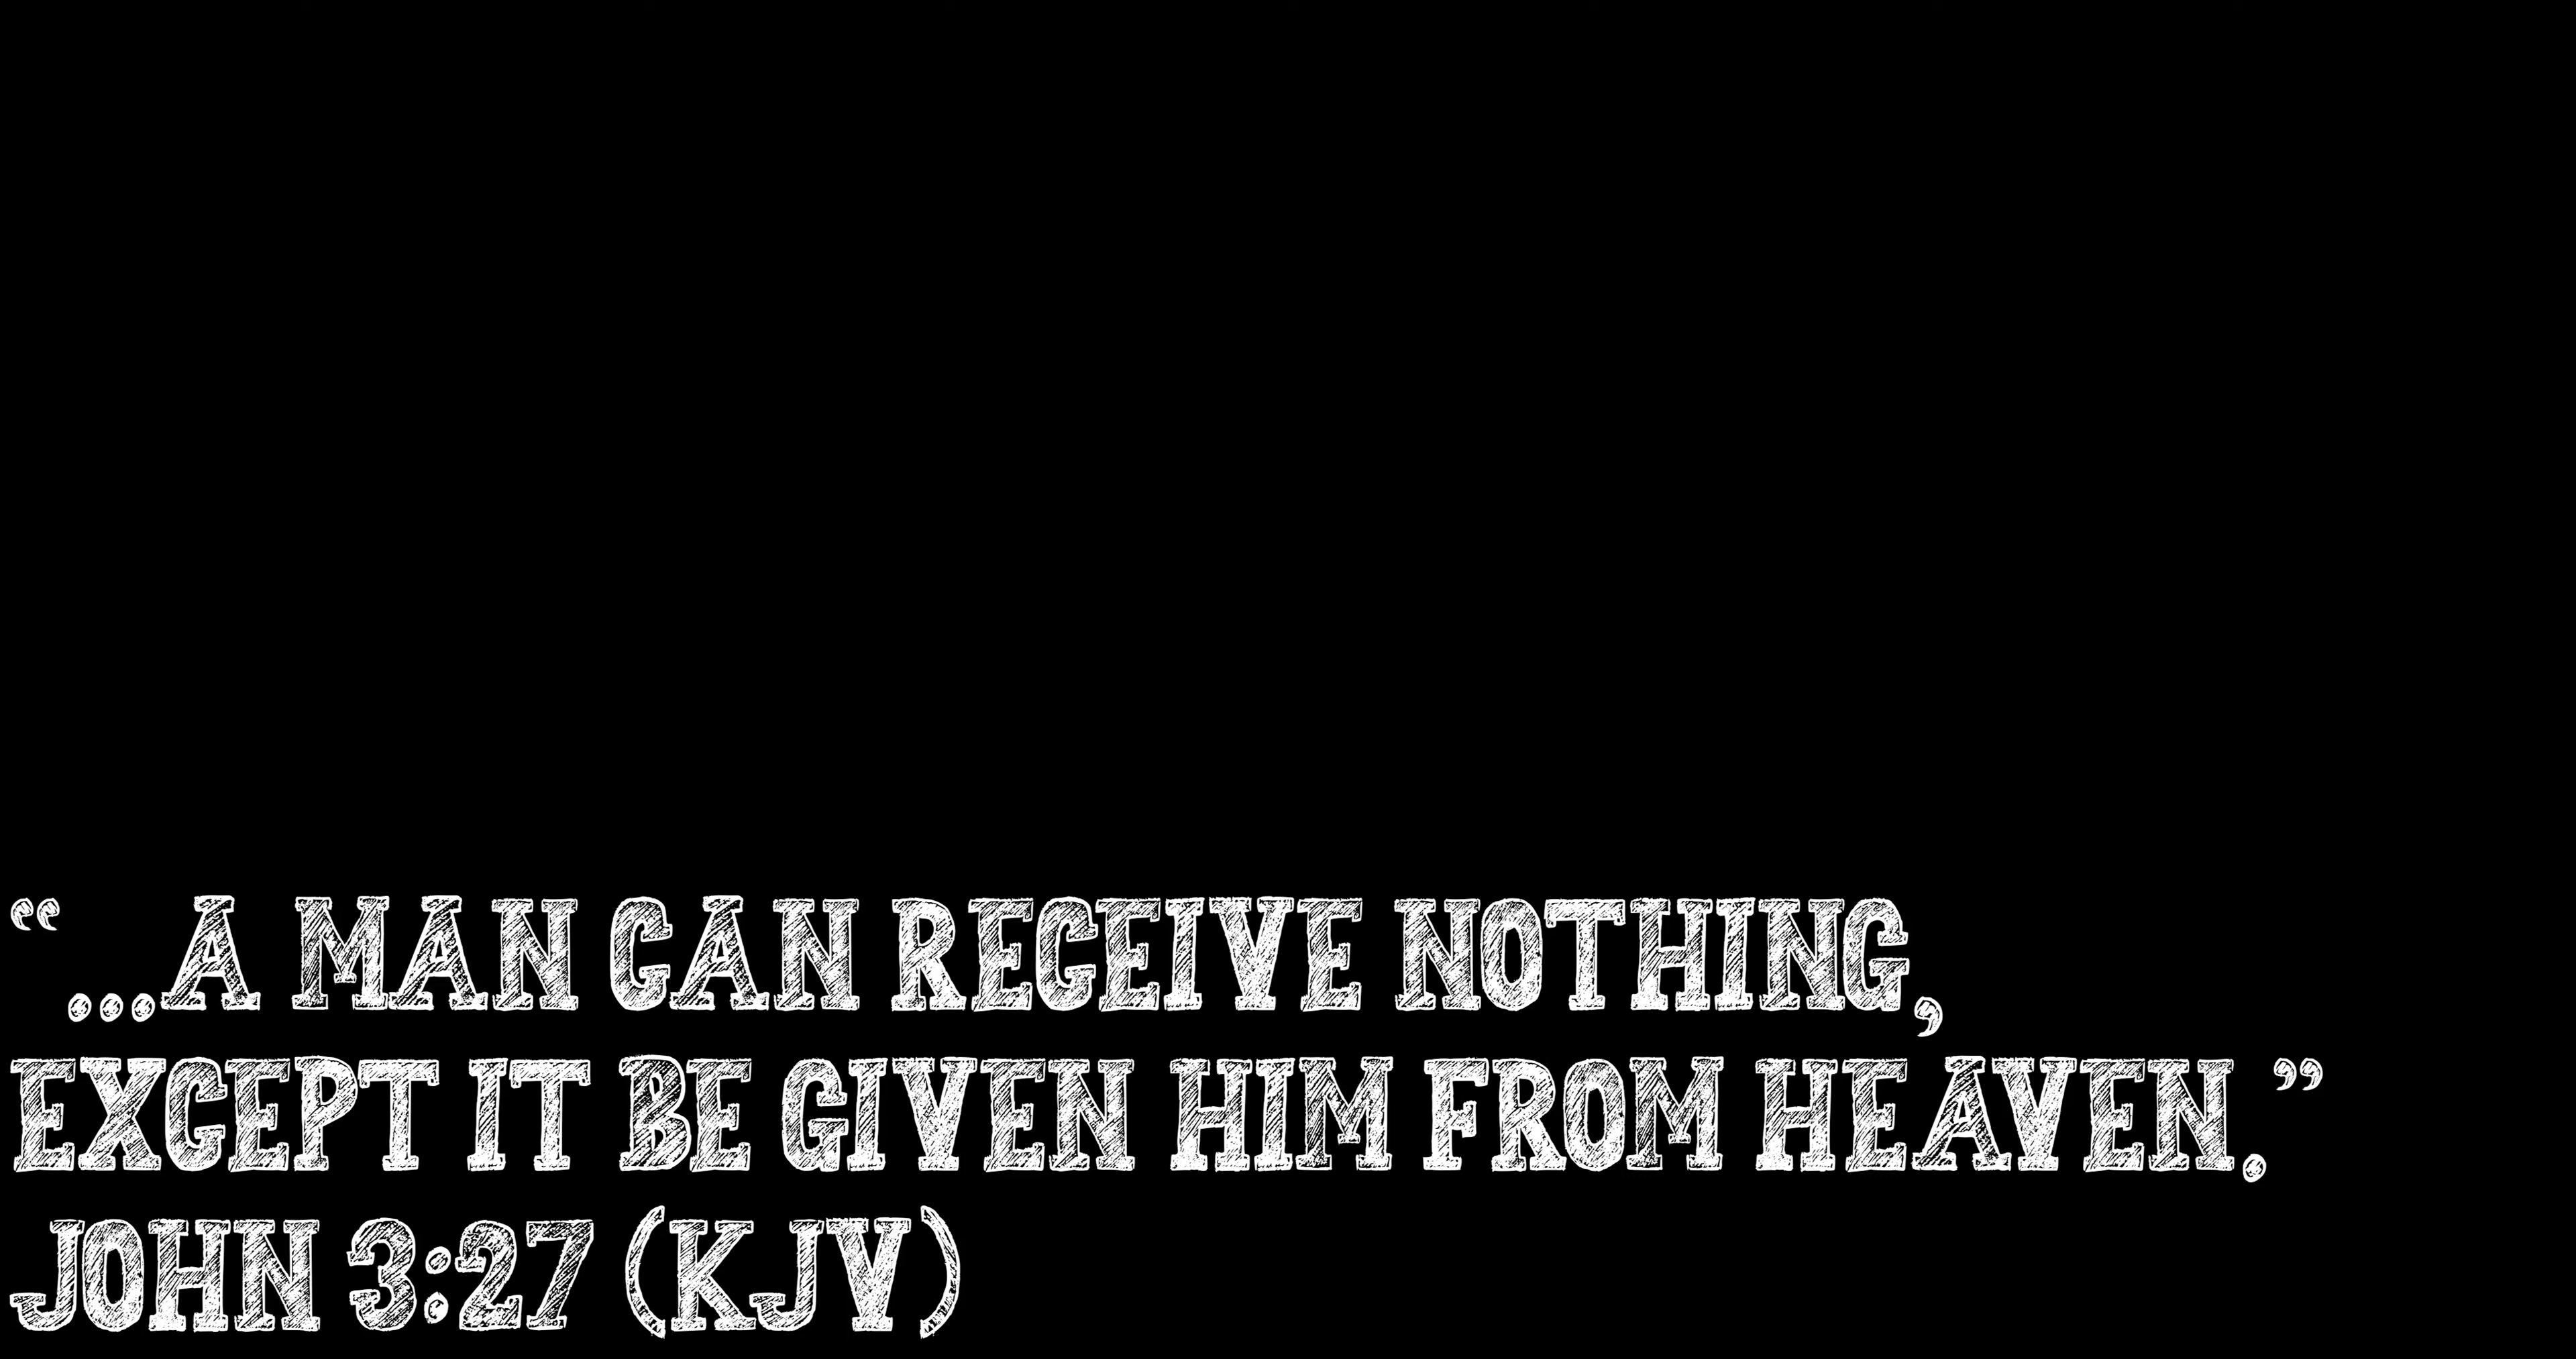 “ ...A MAN CAN RECEIVE NOTHING,
EXCEPT IT BE GIVEN HIM FROM HEAVEN.”
JOHN 3:27 (KJV)